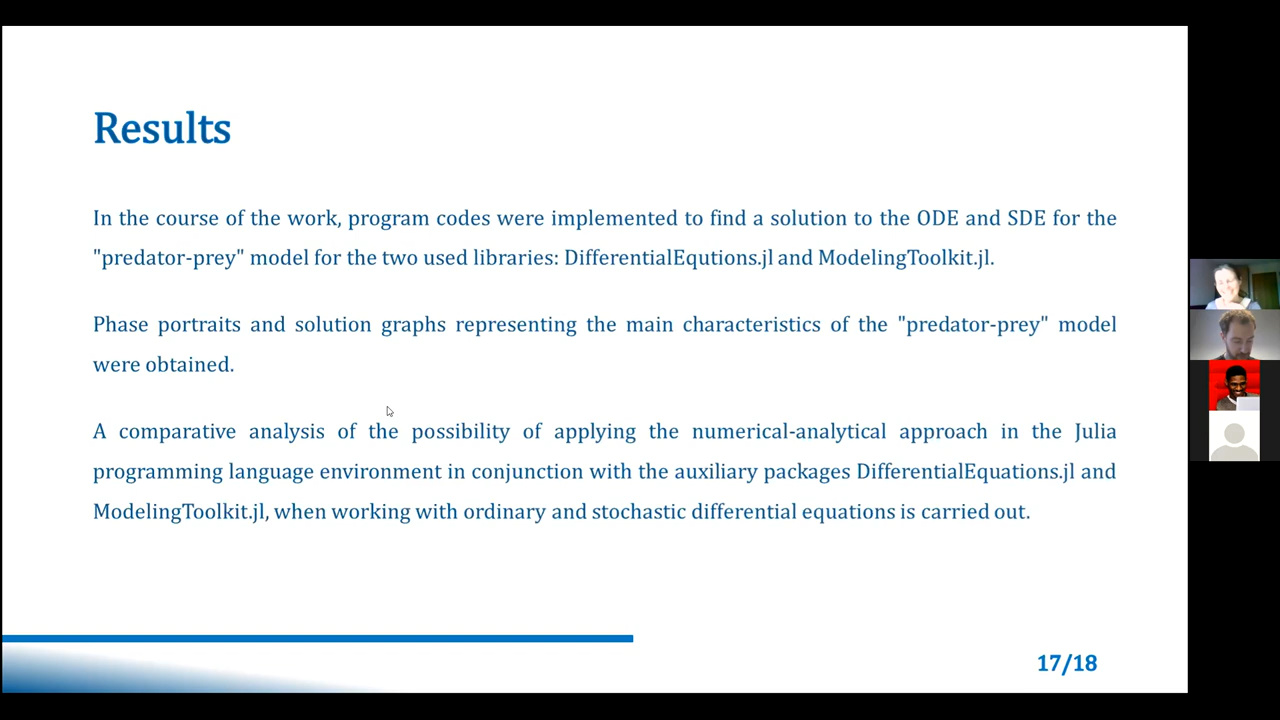 Results
In the course of the work, program codes were implemented to find a solution to the ODE and SDE for the
"predator-prey" model for the two used libraries: DifferentialEqutions.jl and ModelingToolkit.jl.
Phase portraits and solution graphs representing the main characteristics of the "predator-prey" model
were obtained.
A comparative analysis of the possibility of applying the numerical-analytical approach in the Julia
programming language environment in conjunction with the auxiliary packages DifferentialEquations.jl and
ModelingToolkit.jl, when working with ordinary and stochastic differential equations is carried out.
17/18